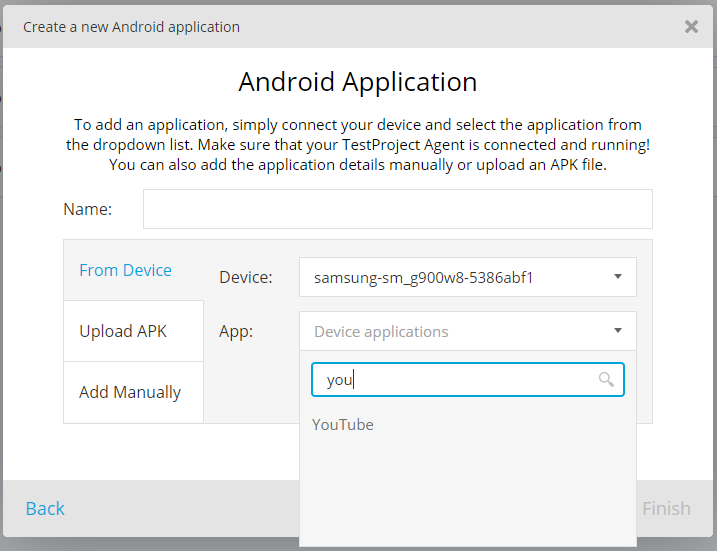 Create a new Android application
Android Application
To add an application, simply connect your device and select the application from
the dropdown list. Make sure that your TestProject Agent is connected and running!
You can also add the application details manually or upload an APK file.
Name:
From Device
Device:
samsung-sm_g900w8-5386abf1
Upload APK
App:
Device applications
you
Add Manually
YouTube
Back
Finish